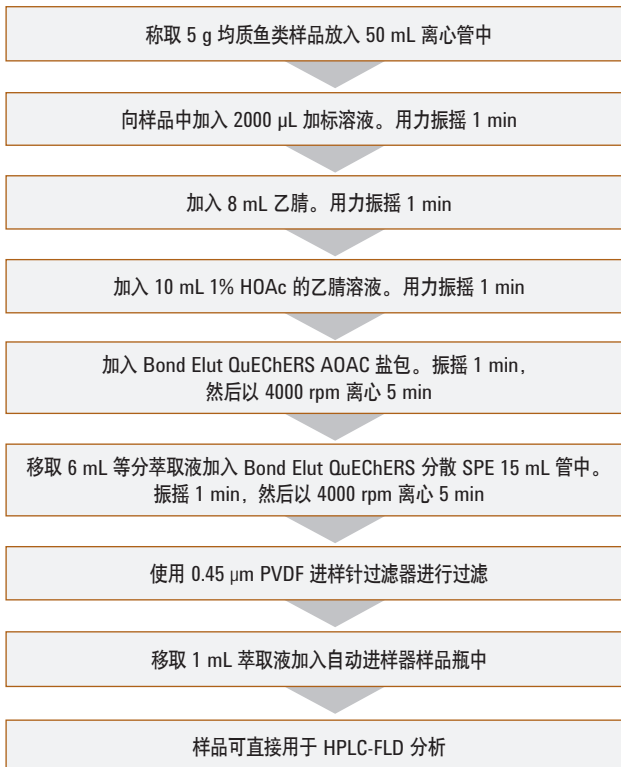 称取 5 g 均质鱼类样品放入 50 mL 离心管中
向样品中加入 2000 μL 加标溶液。用力振摇 1 min
加入 8 mL 乙腈。用力振摇 1 min
加入 10 mL 1% HOAc 的乙腈溶液。用力振摇 1 min
加入 Bond Elut QuEChERS AOAC 盐包。振摇 1 min，
然后以 4000 rpm 离心 5 min
移取 6 mL 等分萃取液加入 Bond Elut QuEChERS 分散 SPE 15 mL 管中。
振摇 1 min，然后以 4000 rpm 离心 5 min
使用 0.45 μm PVDF 进样针过滤器进行过滤
移取 1 mL 萃取液加入自动进样器样品瓶中
样品可直接用于 HPLC-FLD 分析